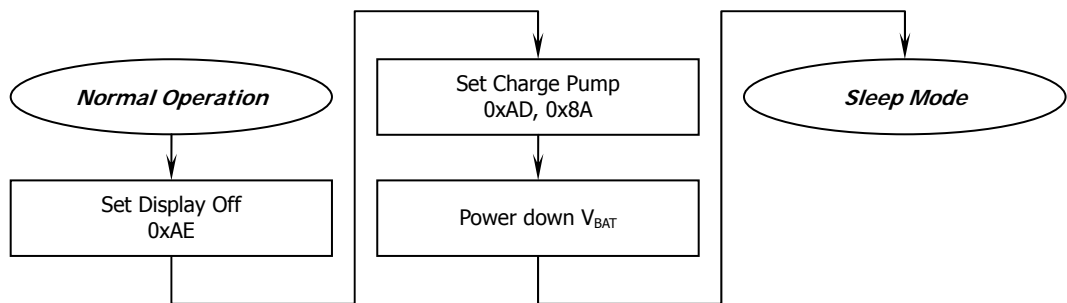 Normal Operation
Set Display Off
0xAE
Set Charge Pump
0xAD, 0x8A
Power down VBAT
Sleep Mode